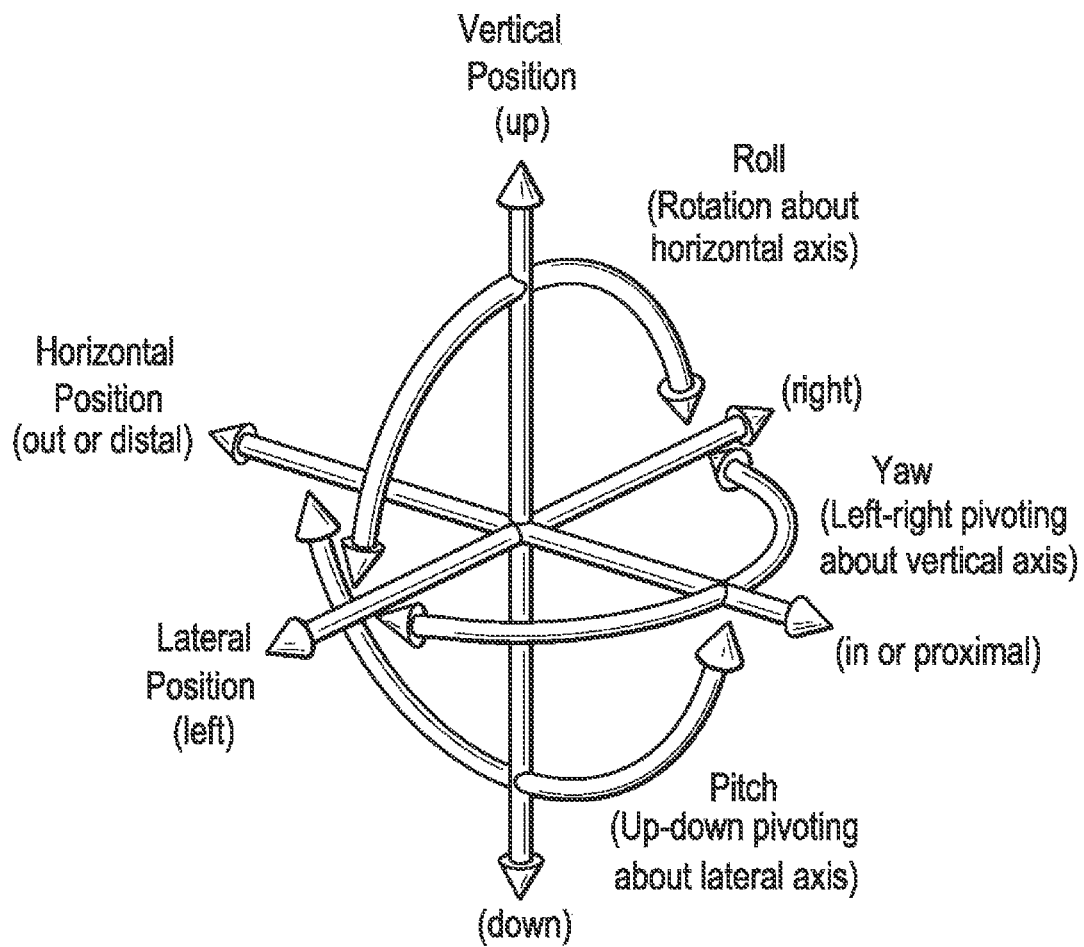 Vertical
Position
(up)
Roll
(Rotation about
horizontal axis)
Horizontal
Position
(out or distal)
(right)
Yaw
(Left-right pivoting
about vertical axis)
Lateral
Position
(left)
(in or proximal)
Pitch
(Up-down pivoting
about lateral axis)
(down)